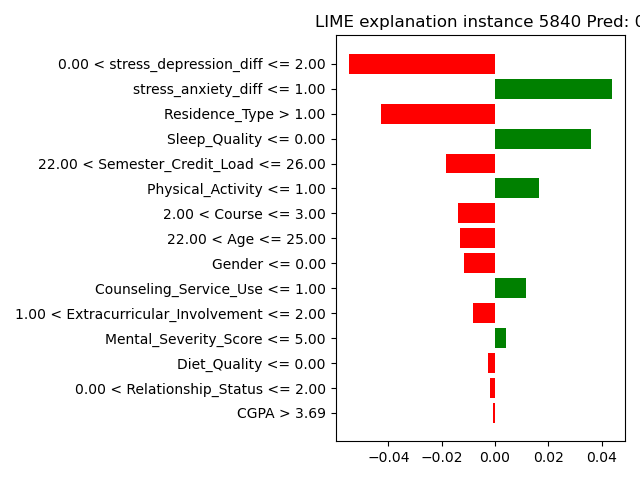 LIME explanation instance 5840 Pred: 0
0.00 < stress_depression_diff <= 2.00
stress_anxiety_diff <= 1.00
Residence_Type > 1.00
Sleep_Quality <= 0.00
22.00 < Semester_Credit_Load <= 26.00
Physical_Activity <= 1.00
2.00 < Course <= 3.00
22.00 < Age <= 25.00
Gender <= 0.00
Counseling_Service_Use <= 1.00
1.00 < Extracurricular_Involvement <= 2.00
Mental_Severity_Score <= 5.00
Diet_Quality <= 0.00
0.00 < Relationship_Status <= 2.00
CGPA > 3.69
−0.04 −0.02 0.00 0.02 0.04